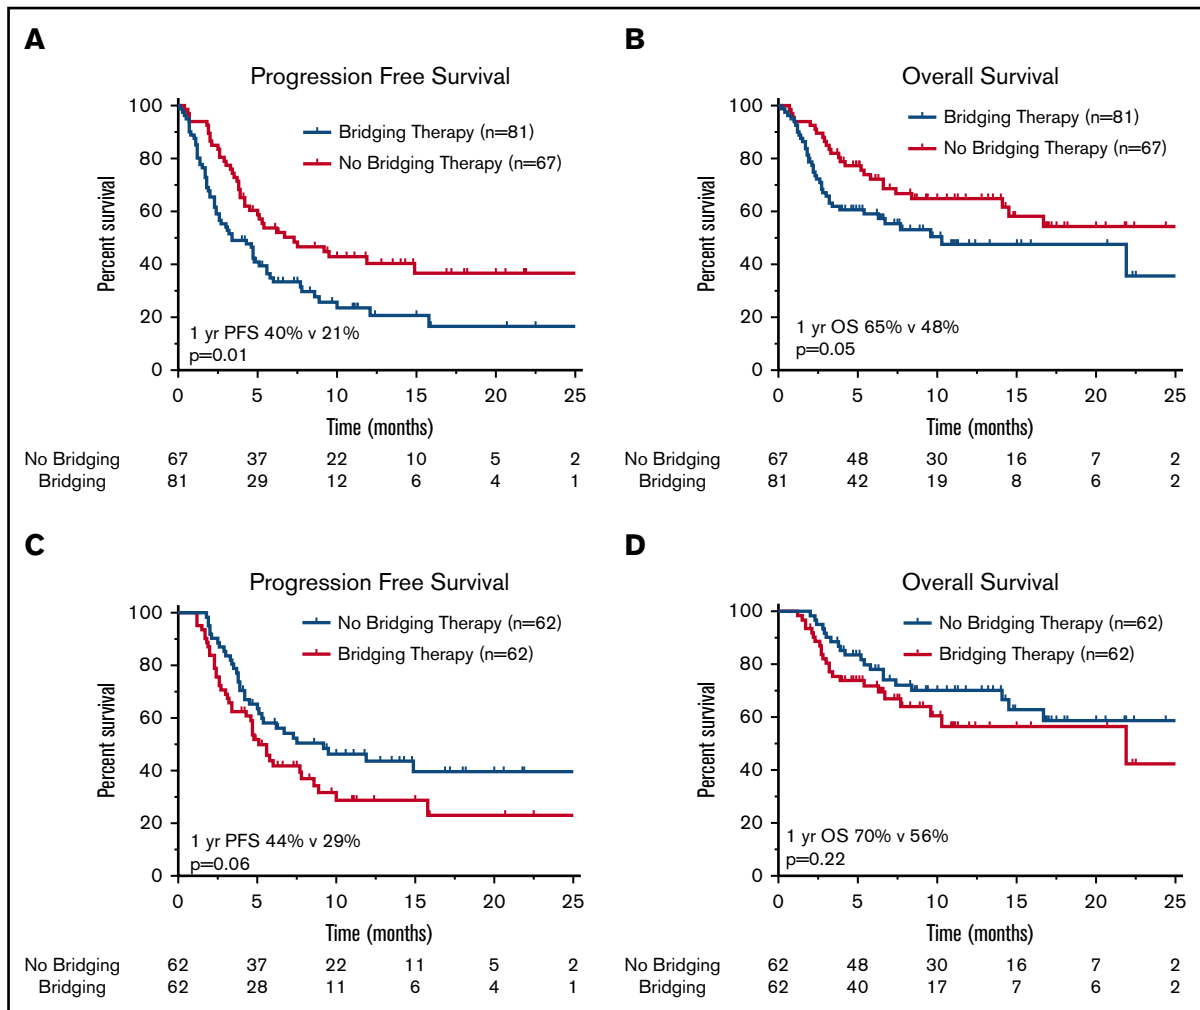 A
Progression Free Survival
Bridging Therapy (n=81)
No Bridging Therapy (n=67)
Percent survival
100
80
60
40
20
0
1 yr PFS 40% v 21%
p=0.01
0 5 10 15 20 25
Time (months)
No Bridging 67 37 22 10 5 2
Bridging 81 29 12 6 4 1
B
Overall Survival
Bridging Therapy (n=81)
No Bridging Therapy (n=67)
Percent survival
100
80
60
40
20
0
1 yr OS 65% v 48%
p=0.05
0 5 10 15 20 25
Time (months)
No Bridging 67 48 30 16 7 2
Bridging 81 42 19 8 6 2
C
Progression Free Survival
No Bridging Therapy (n=62)
Bridging Therapy (n=62)
Percent survival
100
80
60
40
20
0
1 yr PFS 44% v 29%
p=0.06
0 5 10 15 20 25
Time (months)
No Bridging 62 37 22 11 5 2
Bridging 62 28 11 6 4 1
D
Overall Survival
No Bridging Therapy (n=62)
Bridging Therapy (n=62)
Percent survival
100
80
60
40
20
0
1 yr OS 70% v 56%
p=0.22
0 5 10 15 20 25
Time (months)
No Bridging 62 48 30 16 7 2
Bridging 62 40 17 7 6 2